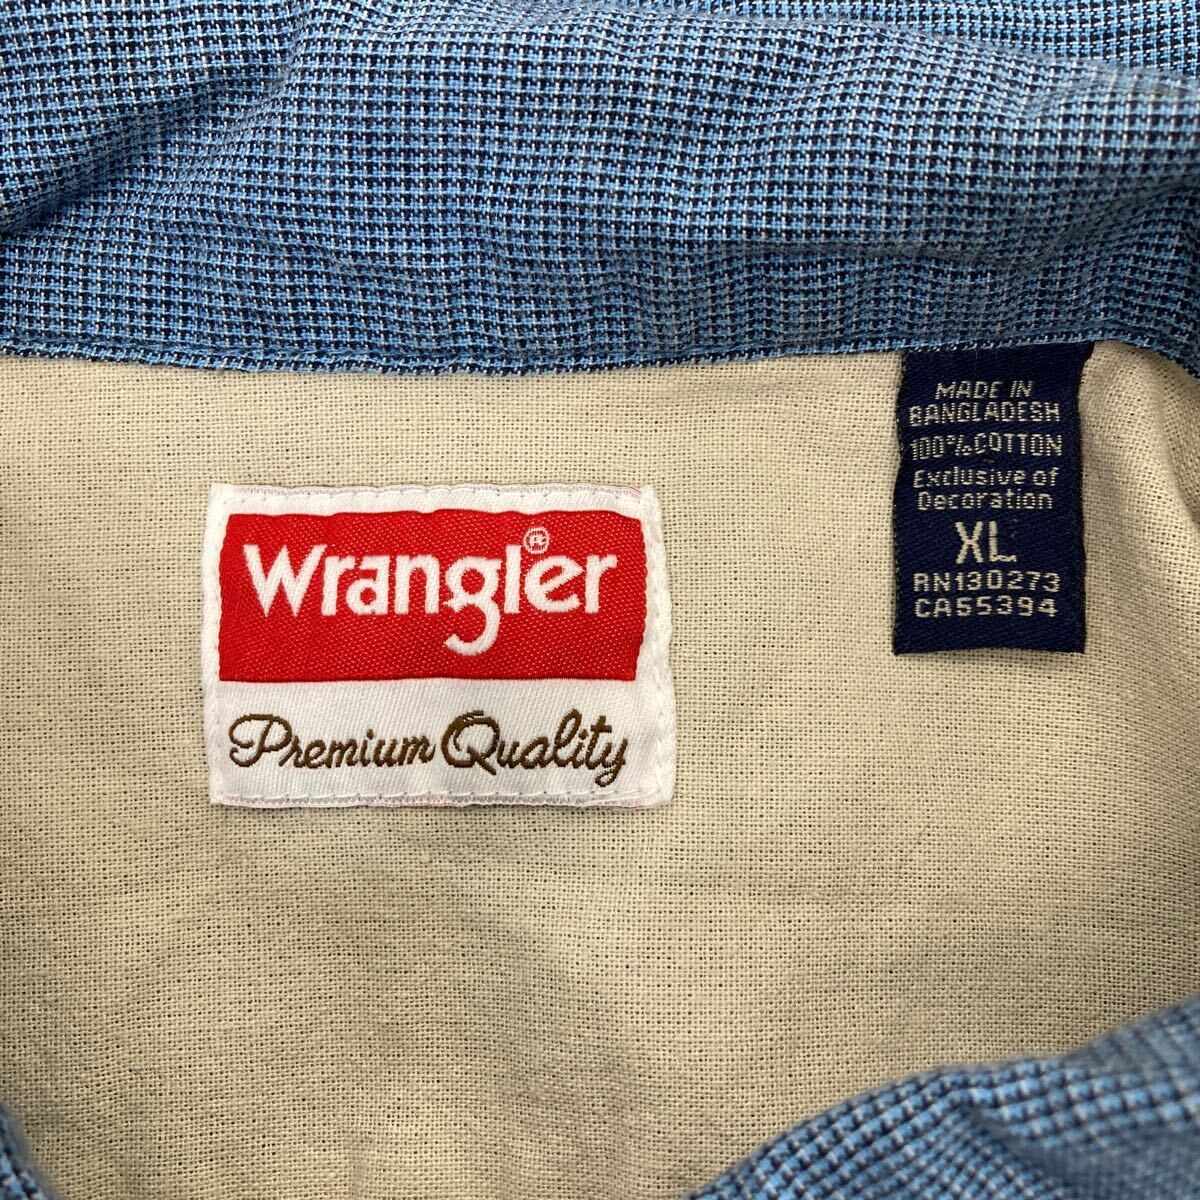 Wrangler®
Premium Quality
MADE IN
BANGLADESH
100% COTTON
Exclusive of
Decoration
XL
RN130273
CA55394